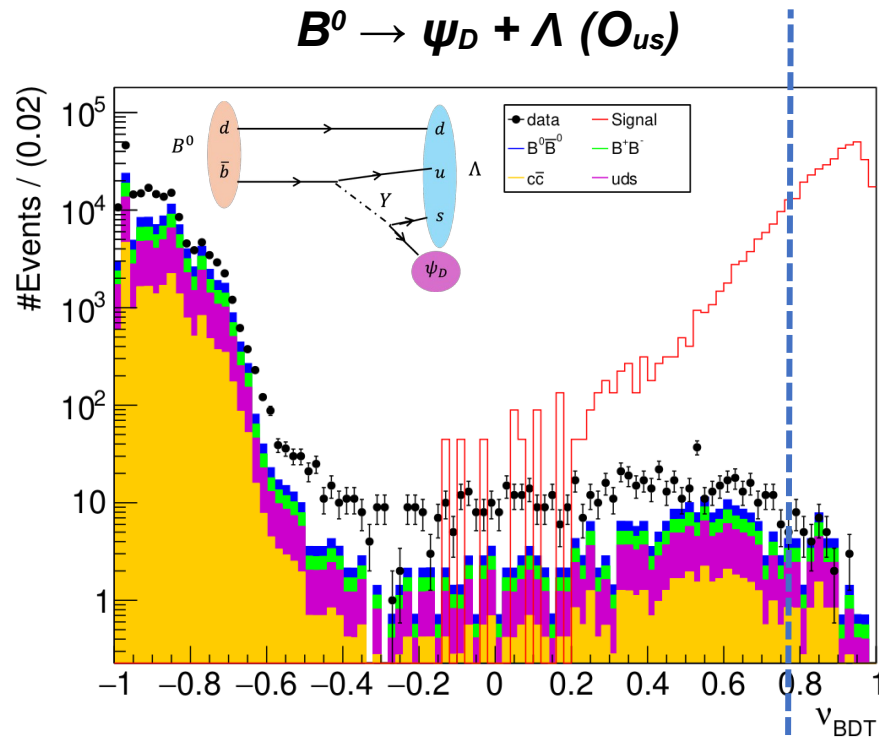 B⁰ → ψ_D + Λ (O_us)
#Events / (0.02)
10⁵
10⁴
10³
10²
10
1
−1
−0.8
−0.6
−0.4
−0.2
0
0.2
0.4
0.6
0.8
1
ν_BDT
B⁰
d
b̄
Y
d
u
s
Λ
ψ_D
data
Signal
B⁰B̄⁰
B⁺B⁻
cc̄
uds